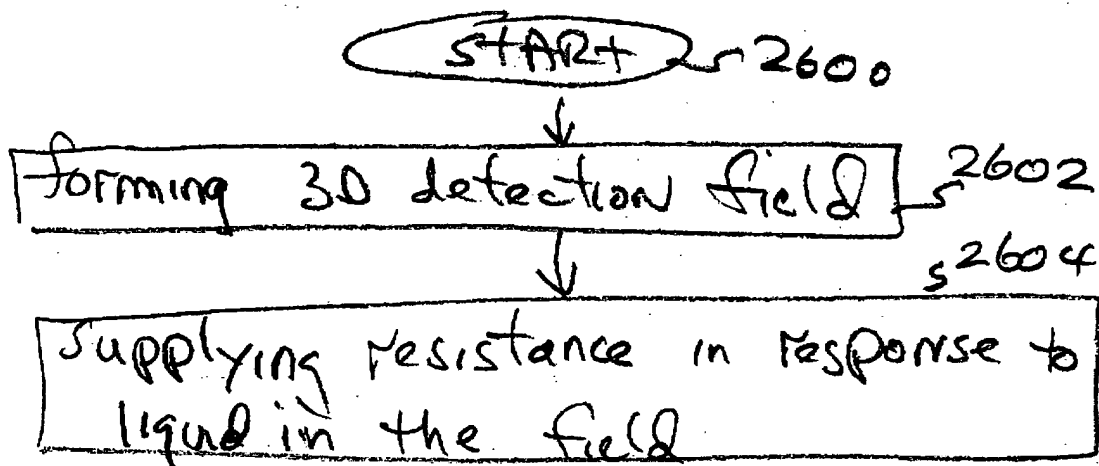 START 2600
forming 3D detection field 2602
2604
supplying resistance in response to
liquid in the field